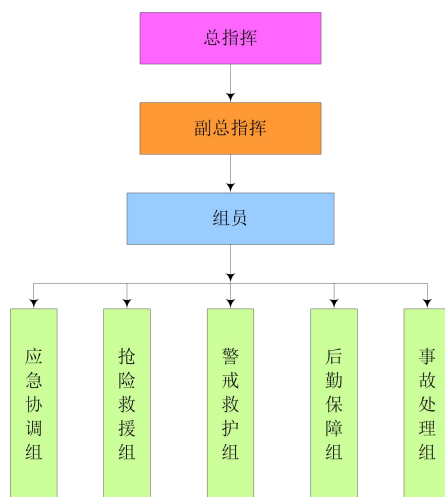 总指挥
副总指挥
组员
应急协调组
抢险救援组
警戒救护组
后勤保障组
事故处理组